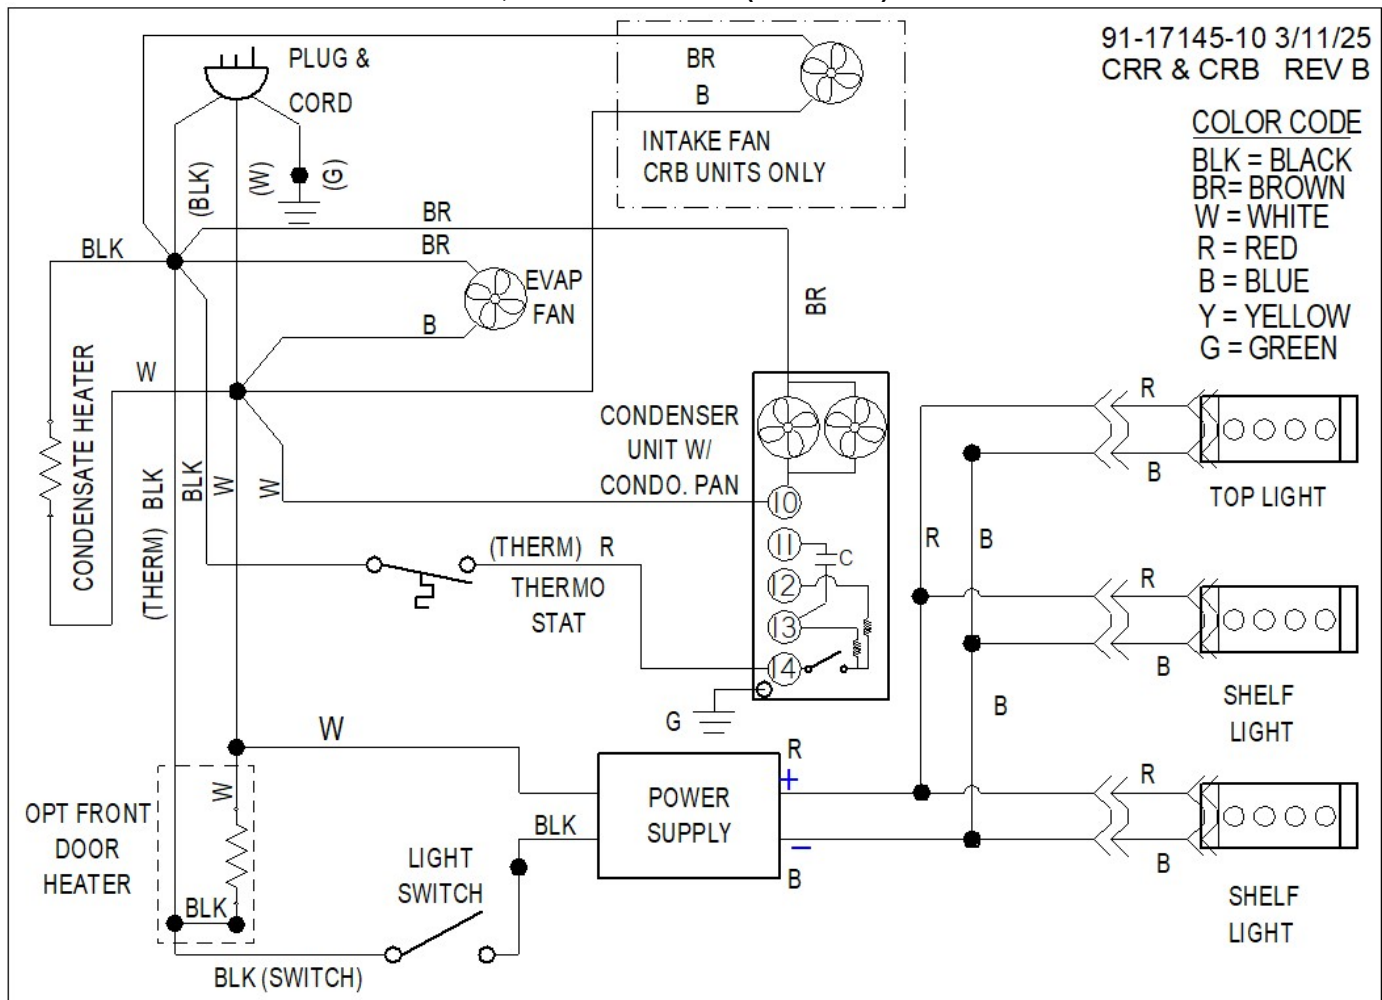 91-17145-10 3/11/25
CRR & CRB REV B
PLUG &
CORD
BR
B
INTAKE FAN
CRB UNITS ONLY
COLOR CODE
BLK = BLACK
BR= BROWN
W = WHITE
R = RED
B = BLUE
Y = YELLOW
G = GREEN
(BLK)
(W)
(G)
BR
BLK
BR
EVAP
FAN
B
BR
W
CONDENSATE HEATER
(THERM) BLK
BLK
W
W
CONDENSER
UNIT W/
CONDO. PAN
10
11
C
12
13
14
(THERM) R
THERMO
STAT
G
R
B
TOP LIGHT
R
B
R
B
SHELF
LIGHT
B
R
B
SHELF
LIGHT
W
R
+
POWER
SUPPLY
–
B
BLK
W
OPT FRONT
DOOR
HEATER
BLK
LIGHT
SWITCH
BLK (SWITCH)